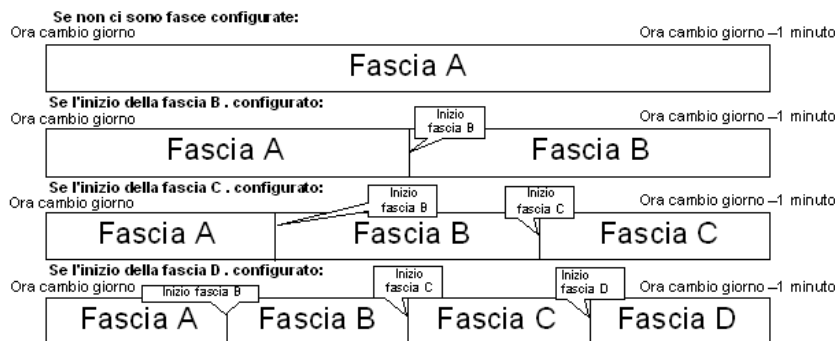 Se non ci sono fasce configurate:
Ora cambio giorno
Ora cambio giorno –1 minuto
Fascia A
Se l'inizio della fascia B . configurato:
Ora cambio giorno
Inizio
fascia B
Ora cambio giorno –1 minuto
Fascia A
Fascia B
Se l'inizio della fascia C . configurato:
Ora cambio giorno
Inizio
fascia B
Inizio
fascia C
Ora cambio giorno –1 minuto
Fascia A
Fascia B
Fascia C
Se l'inizio della fascia D . configurato:
Ora cambio giorno
Inizio fascia B
Inizio
fascia C
Inizio
fascia D
Ora cambio giorno –1 minuto
Fascia A
Fascia B
Fascia C
Fascia D